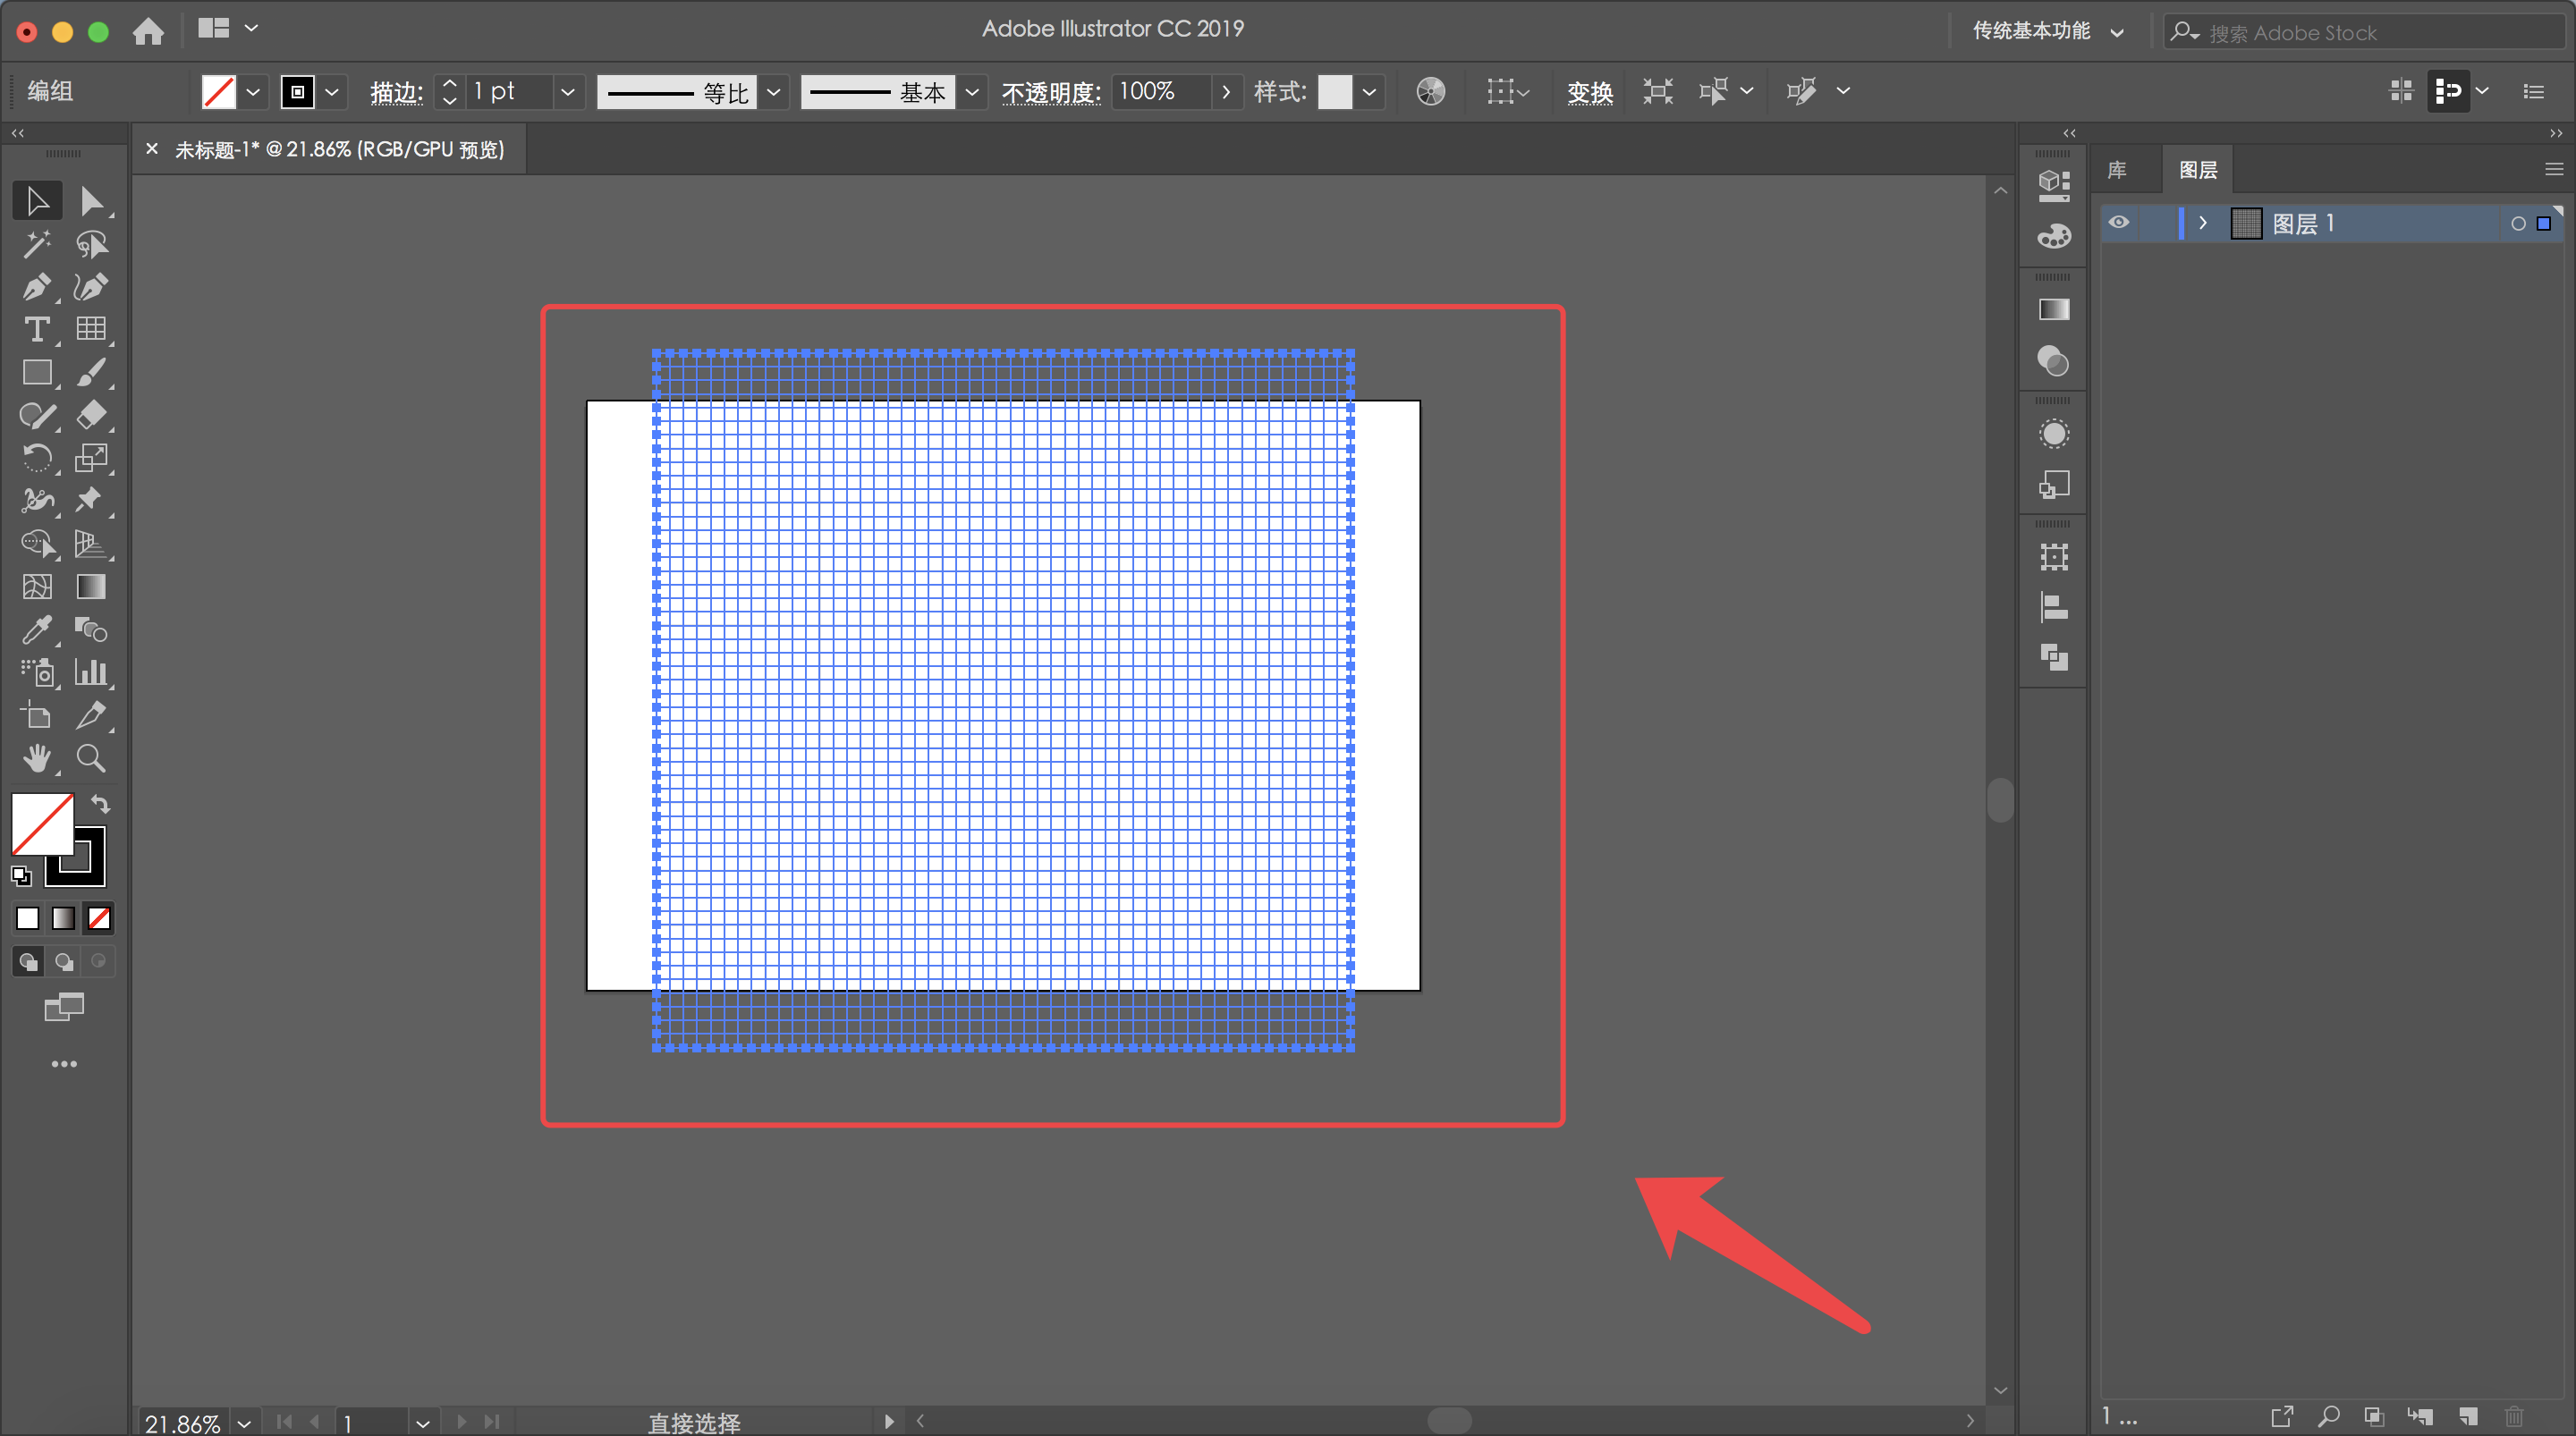 Adobe Illustrator CC 2019
传统基本功能
搜索 Adobe Stock
编组
描边:
1 pt
等比
基本
不透明度:
100%
样式:
变换
× 未标题-1* @ 21.86% (RGB/GPU 预览)
库
图层
图层 1
21.86%
1
直接选择
1 ...